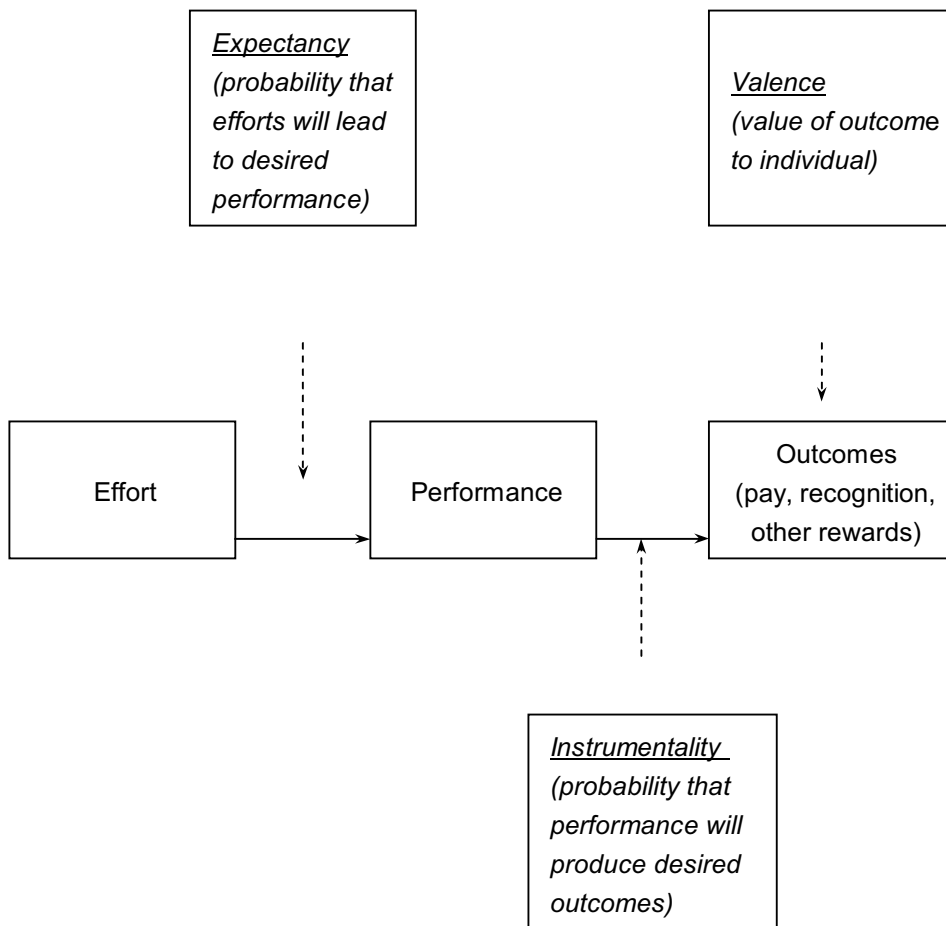 Expectancy
(probability that
efforts will lead
to desired
performance)
Valence
(value of outcome
to individual)
Effort
Performance
Outcomes
(pay, recognition,
other rewards)
Instrumentality
(probability that
performance will
produce desired
outcomes)